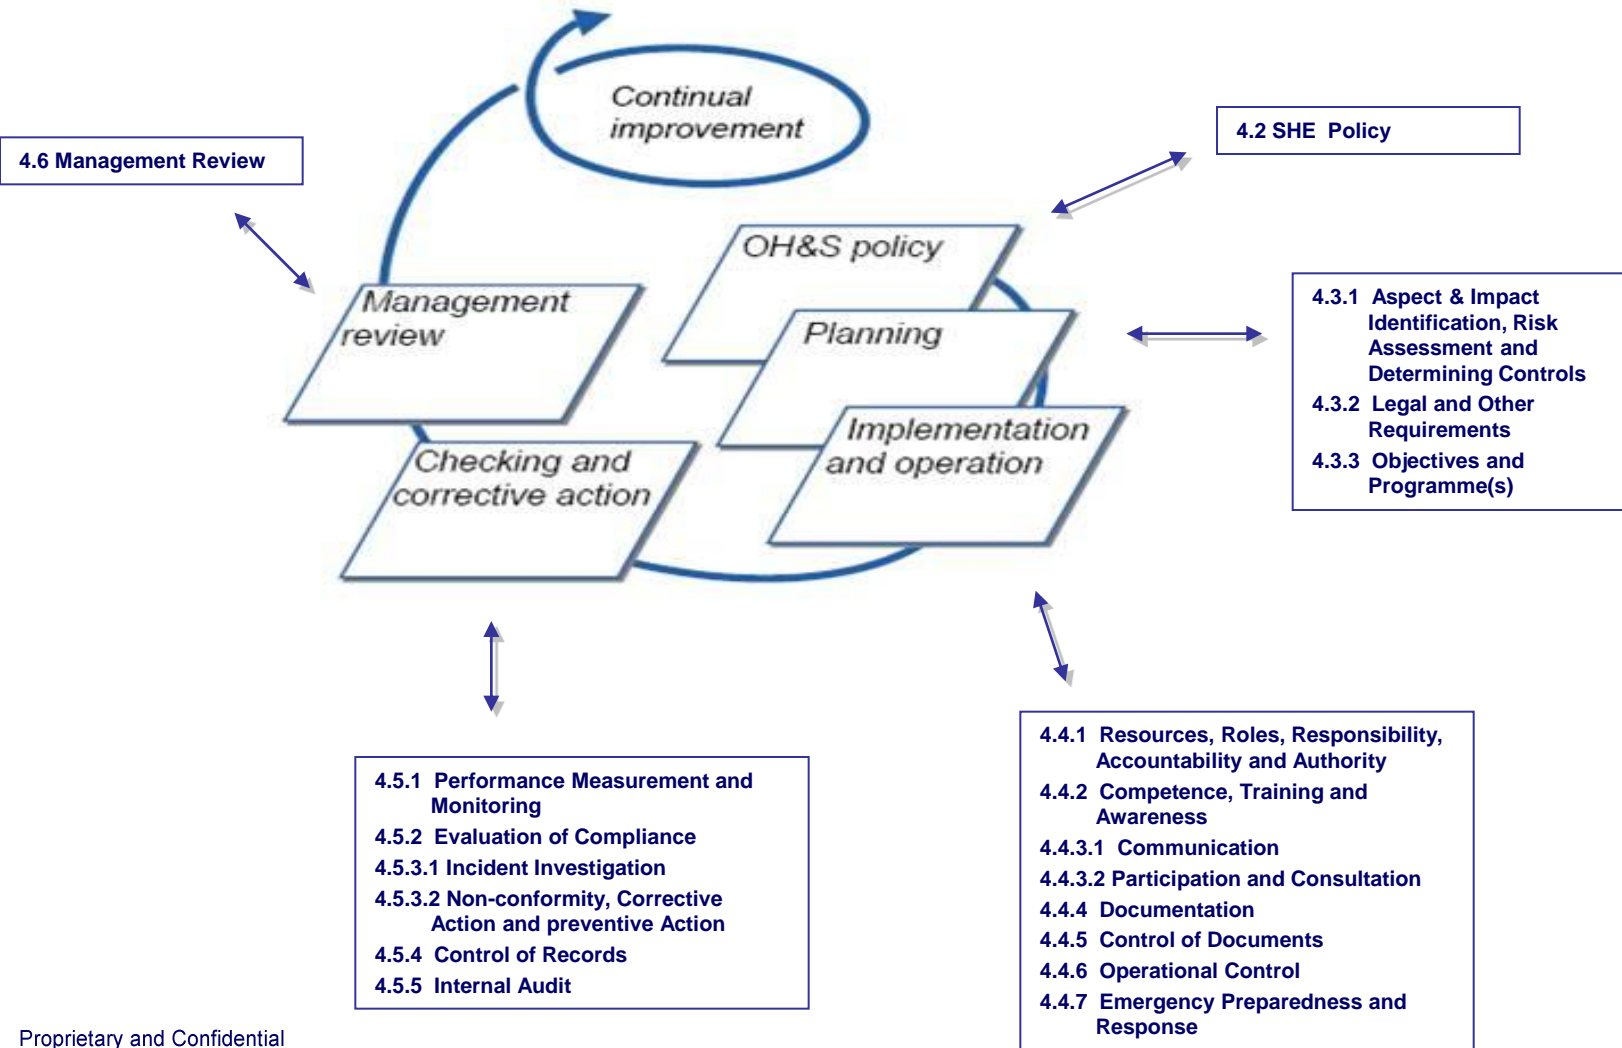 Continual
improvement
4.2 SHE  Policy
4.6 Management Review
OH&S policy
4.3.1  Aspect & Impact
Identification, Risk
Assessment and
Determining Controls
4.3.2  Legal and Other
Requirements
4.3.3  Objectives and
Programme(s)
Management
review
Planning
Implementation
and operation
Checking and
corrective action
4.4.1  Resources, Roles, Responsibility,
Accountability and Authority
4.4.2  Competence, Training and
Awareness
4.4.3.1  Communication
4.4.3.2 Participation and Consultation
4.4.4  Documentation
4.4.5  Control of Documents
4.4.6  Operational Control
4.4.7  Emergency Preparedness and
Response
4.5.1  Performance Measurement and
Monitoring
4.5.2  Evaluation of Compliance
4.5.3.1 Incident Investigation
4.5.3.2 Non-conformity, Corrective
Action and preventive Action
4.5.4  Control of Records
4.5.5  Internal Audit
Proprietary and Confidential